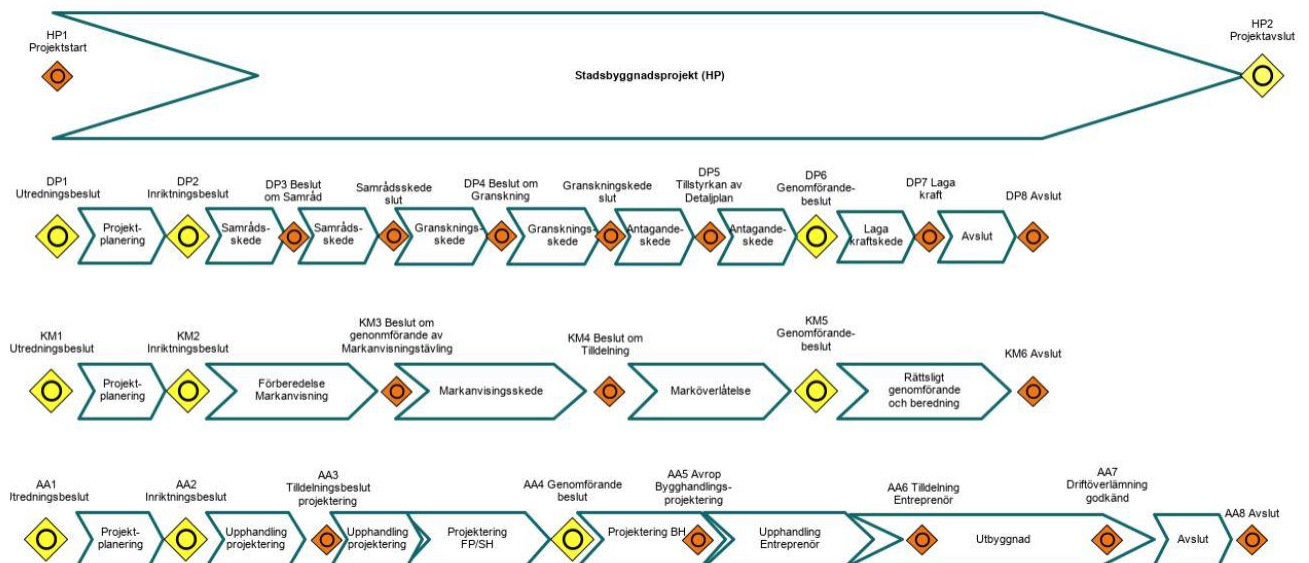 HP1
Projektstart
HP2
Projektavslut
Stadsbyggnadsprojekt (HP)
DP1
Utredningsbeslut
DP2
Inriktningsbeslut
DP3 Beslut
om Samråd
Samrådsskede
slut
DP4 Beslut om
Granskning
Granskningskede
slut
DP5
Tillstyrkan av
Detaljplan
DP6
Genomförande-
beslut
DP7 Laga
kraft
DP8 Avslut
Projekt-
planering
Samråds-
skede
Samråds-
skede
Gransknings-
skede
Gransknings-
skede
Antagande-
skede
Antagande-
skede
Laga
kraftskede
Avslut
KM1
Utredningsbeslut
KM2
Inriktningsbeslut
KM3 Beslut om
genonmförande av
Markanvisningstävling
KM4 Beslut om
Tilldelning
KM5
Genomförande-
beslut
KM6 Avslut
Projekt-
planering
Förberedelse
Markanvisning
Markanvisingsskede
Marköverlåtelse
Rättsligt
genomförande
och beredning
AA1
ltredningsbeslut
AA2
Inriktningsbeslut
AA3
Tilldelningsbeslut
projektering
AA4 Genomförande
beslut
AA5 Avrop
Bygghandlings-
projektering
AA6 Tilldelning
Entreprenör
AA7
Driftöverlämning
godkänd
AA8 Avslut
Projekt-
planering
Upphandling
projektering
Upphandling
projektering
Projektering
FP/SH
Projektering BH
Upphandling
Entreprenör
Utbyggnad
Avslut